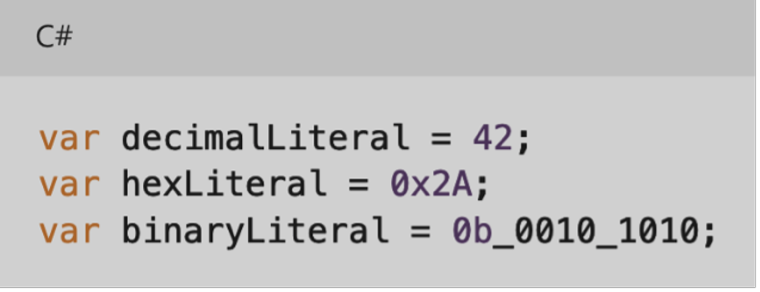 C#
var decimalLiteral = 42;
var hexLiteral = 0x2A;
var binaryLiteral = 0b_0010_1010;